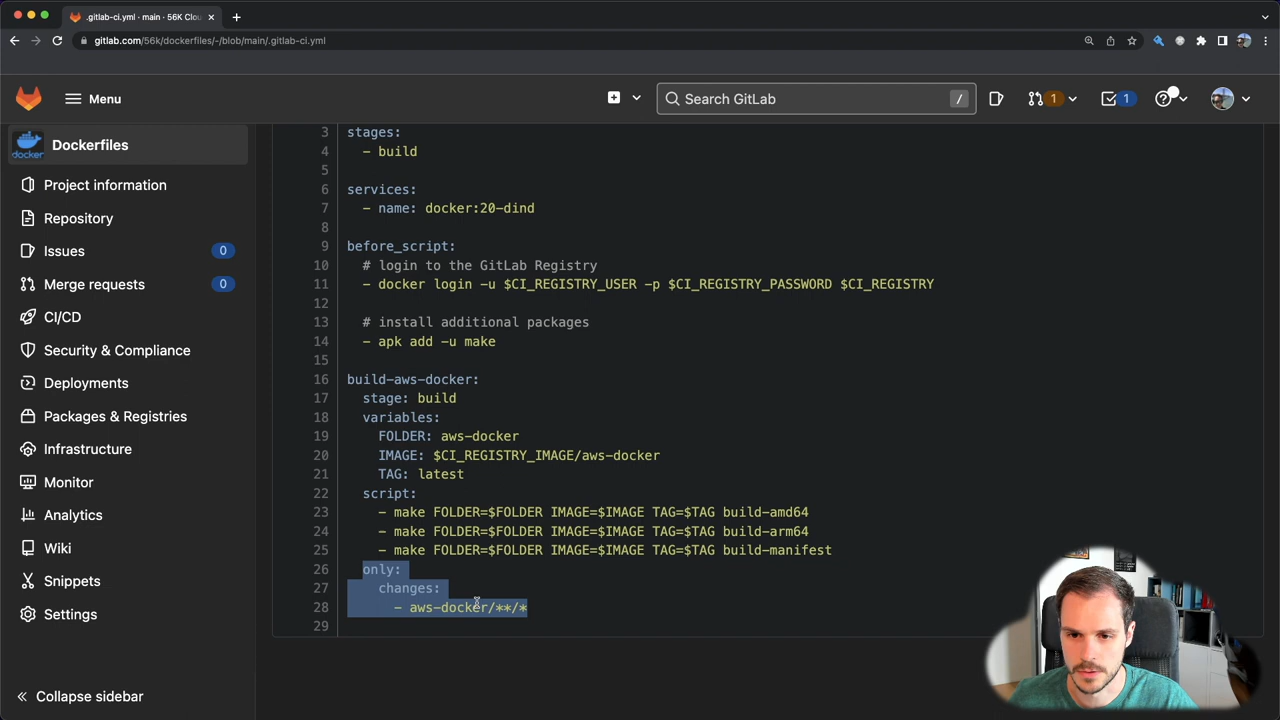 .gitlab-ci.yml · main · 56K Clou
gitlab.com/56k/dockerfiles/-/blob/main/.gitlab-ci.yml
Menu
Search GitLab
/
1
1
docker
Dockerfiles
Project information
Repository
Issues 0
Merge requests 0
CI/CD
Security & Compliance
Deployments
Packages & Registries
Infrastructure
Monitor
Analytics
Wiki
Snippets
Settings
Collapse sidebar
3 stages:
4 - build
5
6 services:
7 - name: docker:20-dind
8
9 before_script:
10 # login to the GitLab Registry
11 - docker login -u $CI_REGISTRY_USER -p $CI_REGISTRY_PASSWORD $CI_REGISTRY
12
13 # install additional packages
14 - apk add -u make
15
16 build-aws-docker:
17 stage: build
18 variables:
19 FOLDER: aws-docker
20 IMAGE: $CI_REGISTRY_IMAGE/aws-docker
21 TAG: latest
22 script:
23 - make FOLDER=$FOLDER IMAGE=$IMAGE TAG=$TAG build-amd64
24 - make FOLDER=$FOLDER IMAGE=$IMAGE TAG=$TAG build-arm64
25 - make FOLDER=$FOLDER IMAGE=$IMAGE TAG=$TAG build-manifest
26 only:
27 changes:
28 - aws-docker/**/*
29